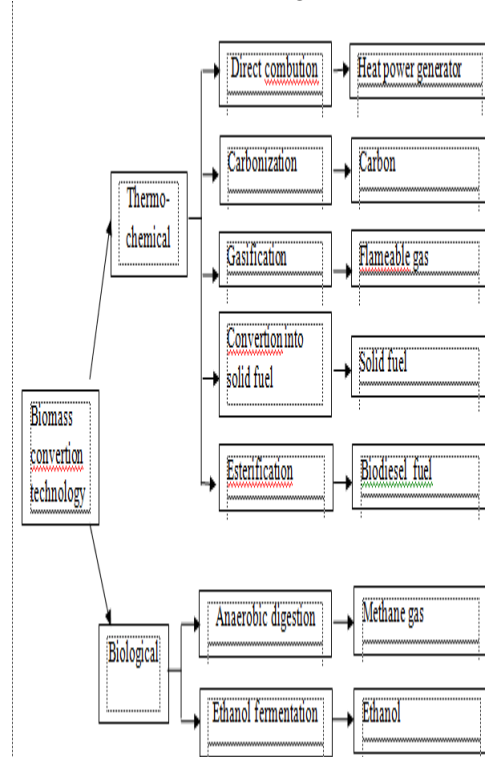 Direct combution
Heat power generator
Carbonization
Carbon
Thermo-
chemical
Gasification
Flameable gas
Convertion into
solid fuel
Solid fuel
Biomass
convertion
technology
Esterification
Biodiesel fuel
Anaerobic digestion
Methane gas
Biological
Ethanol fermentation
Ethanol